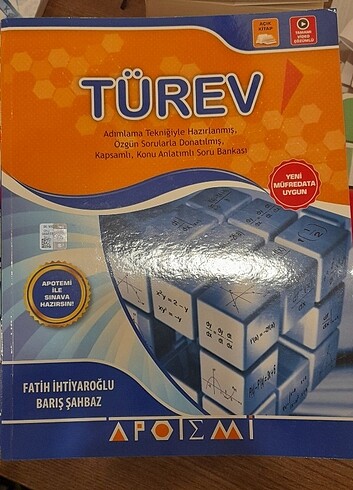 AÇIK
KİTAP
TAMAMI
VİDEO
ÇÖZÜMLÜ
TÜREV
Adımlama Tekniğiyle Hazırlanmış,
Özgün Sorularla Donatılmış,
Kapsamlı, Konu Anlatımlı Soru Bankası
YENİ
MÜFREDATA
UYGUN
APOTEMİ
İLE
SINAVA
HAZIRSIN!
FATİH İHTİYAROĞLU
BARIŞ ŞAHBAZ
APOTEMİ